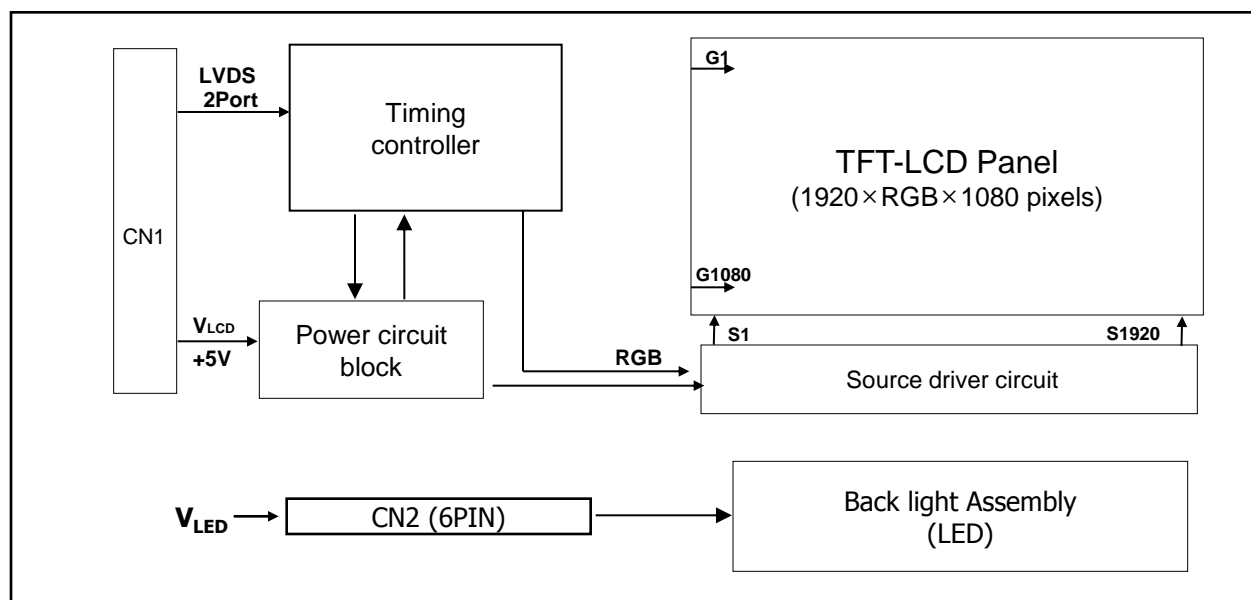 LVDS
2Port
Timing
controller
G1
TFT-LCD Panel
(1920×RGB×1080 pixels)
CN1
G1080
VLCD
+5V
Power circuit
block
S1
S1920
RGB
Source driver circuit
VLED
CN2 (6PIN)
Back light Assembly
(LED)